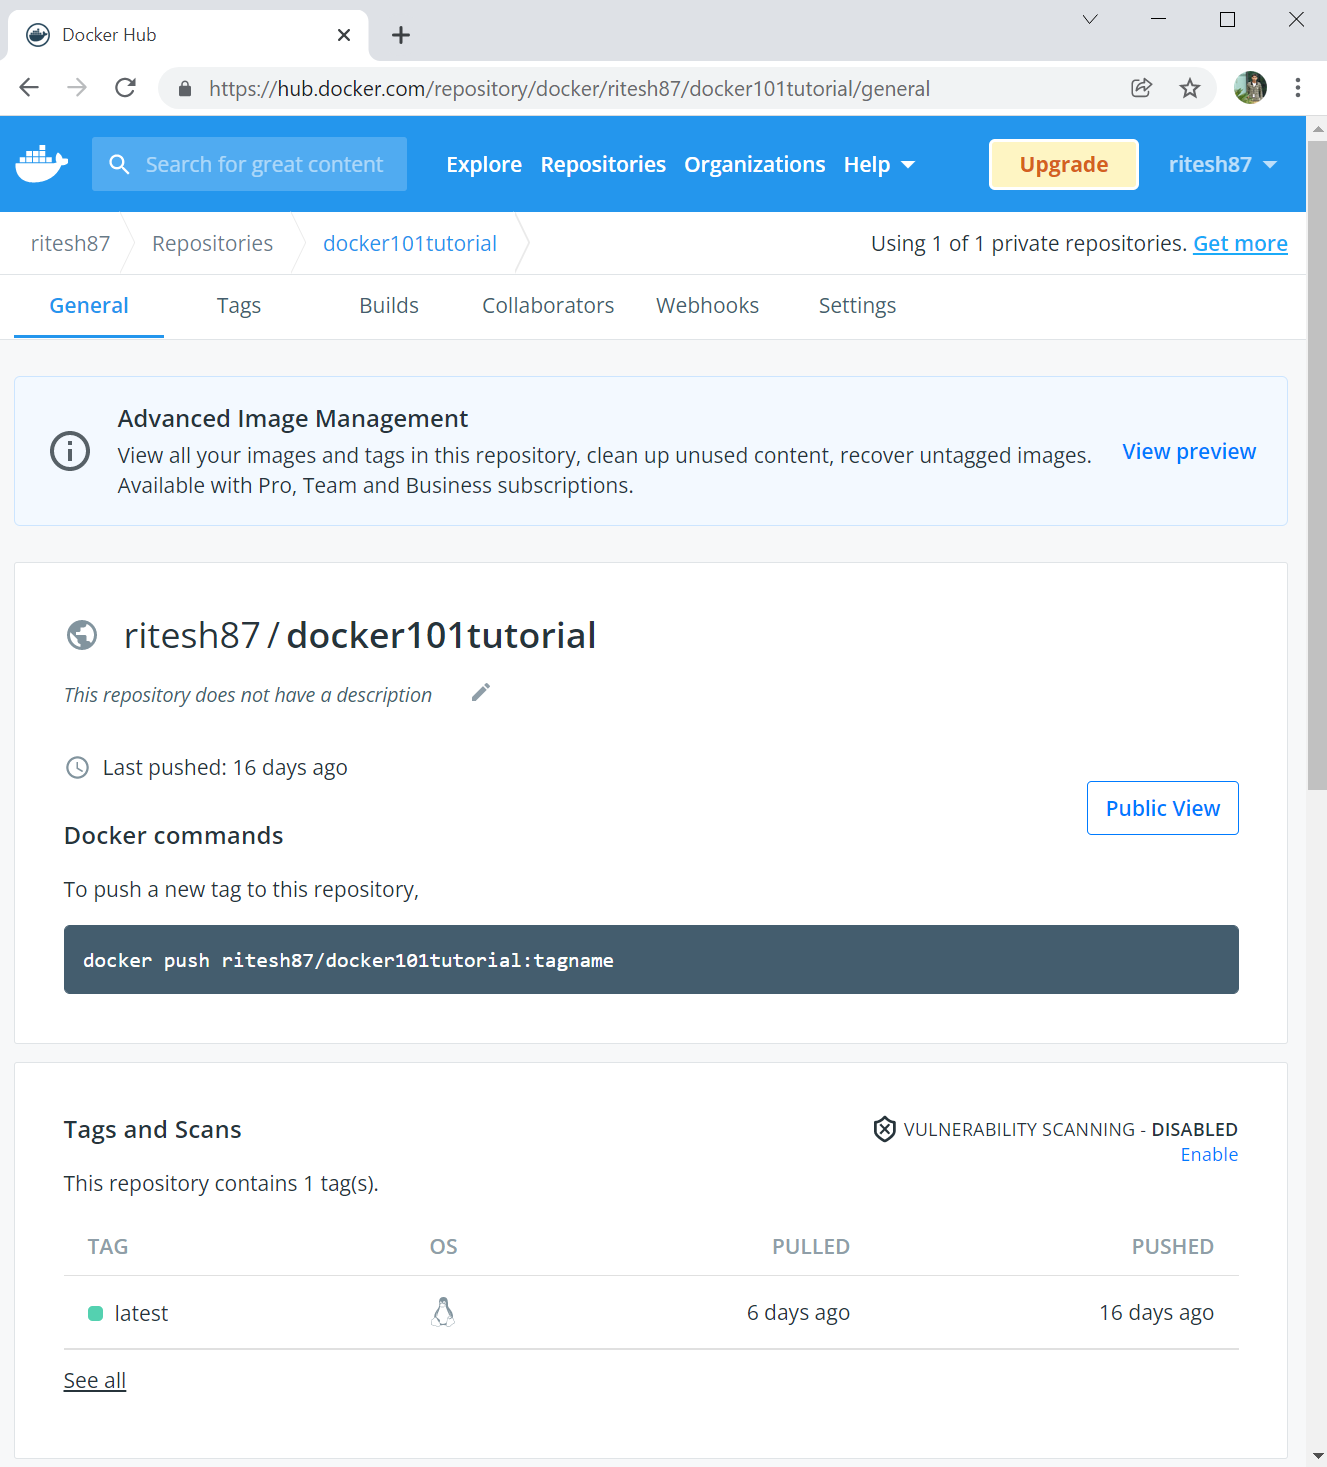 Docker Hub
https://hub.docker.com/repository/docker/ritesh87/docker101tutorial/general
Search for great content
Explore Repositories Organizations Help
Upgrade
ritesh87
ritesh87 Repositories docker101tutorial
Using 1 of 1 private repositories. Get more
General Tags Builds Collaborators Webhooks Settings
Advanced Image Management
View all your images and tags in this repository, clean up unused content, recover untagged images.
Available with Pro, Team and Business subscriptions.
View preview
ritesh87 / docker101tutorial
This repository does not have a description
Last pushed: 16 days ago
Public View
Docker commands
To push a new tag to this repository,
docker push ritesh87/docker101tutorial:tagname
Tags and Scans
VULNERABILITY SCANNING - DISABLED
Enable
This repository contains 1 tag(s).
TAG OS PULLED PUSHED
latest 6 days ago 16 days ago
See all